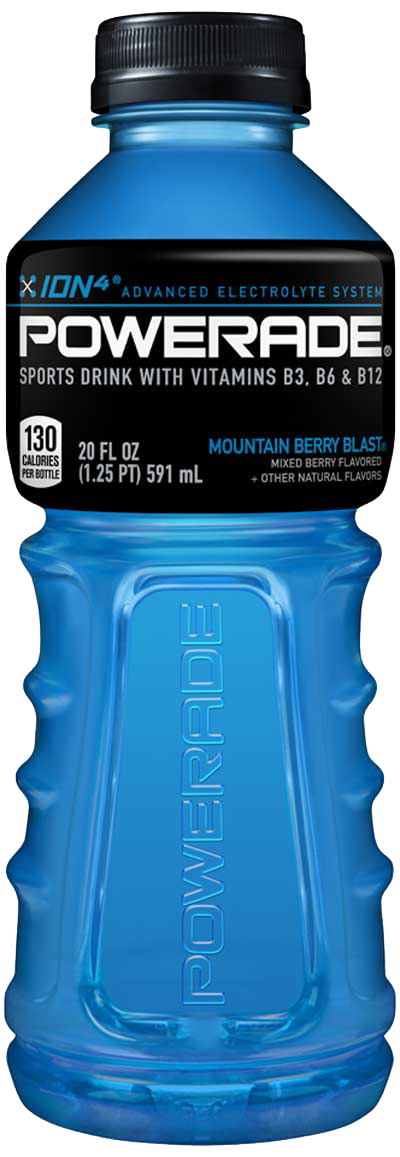 ION4® ADVANCED ELECTROLYTE SYSTEM
POWERADE®
SPORTS DRINK WITH VITAMINS B3, B6 & B12
130
CALORIES
PER BOTTLE
20 FL OZ
(1.25 PT) 591 mL
MOUNTAIN BERRY BLAST®
MIXED BERRY FLAVORED
+ OTHER NATURAL FLAVORS
POWERADE